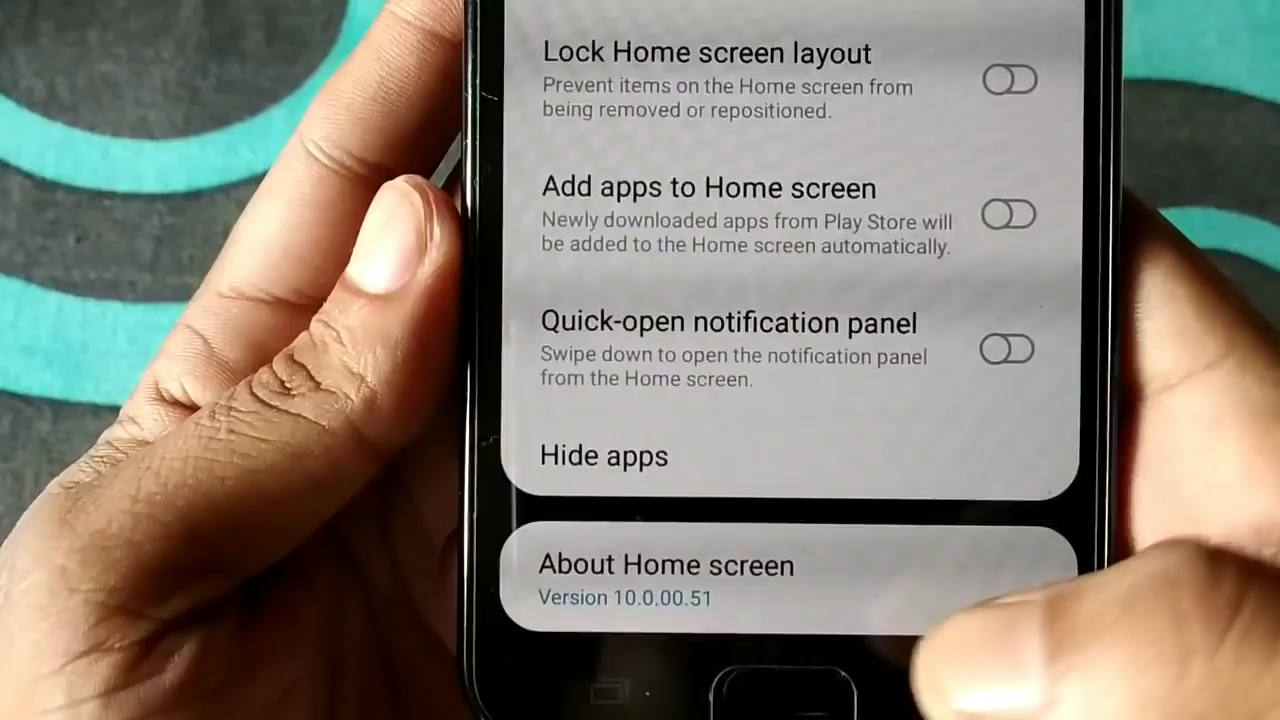 Lock Home screen layout
Prevent items on the Home screen from
being removed or repositioned.
Add apps to Home screen
Newly downloaded apps from Play Store will
be added to the Home screen automatically.
Quick-open notification panel
Swipe down to open the notification panel
from the Home screen.
Hide apps
About Home screen
Version 10.0.00.51